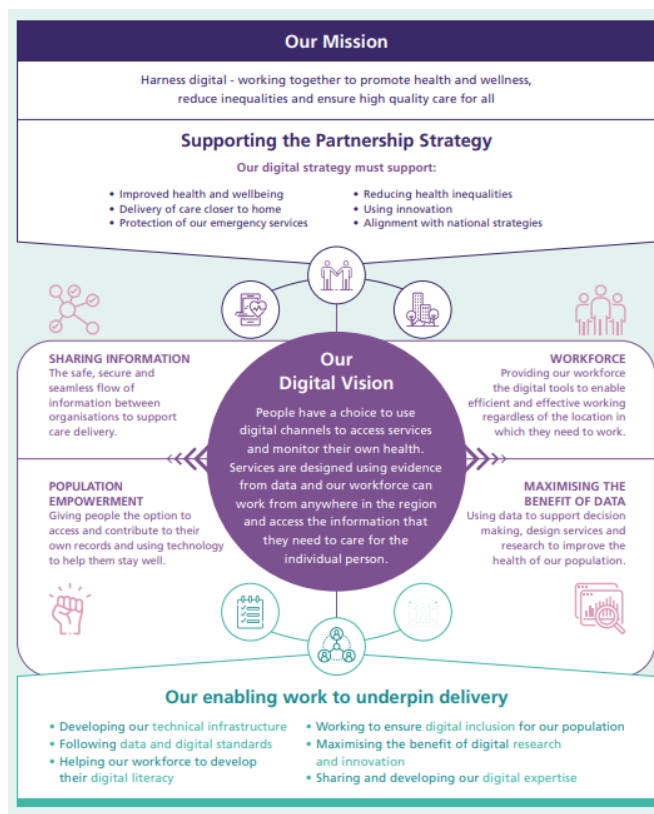 Our Mission
Harness digital - working together to promote health and wellness,
reduce inequalities and ensure high quality care for all
Supporting the Partnership Strategy
Our digital strategy must support:
• Improved health and wellbeing
• Delivery of care closer to home
• Protection of our emergency services
• Reducing health inequalities
• Using innovation
• Alignment with national strategies
SHARING INFORMATION
The safe, secure and
seamless flow of
information between
organisations to support
care delivery.
Our
Digital Vision
People have a choice to use
digital channels to access services
and monitor their own health.
Services are designed using evidence
from data and our workforce can
work from anywhere in the region
and access the information that
they need to care for the
individual person.
WORKFORCE
Providing our workforce
the digital tools to enable
efficient and effective working
regardless of the location in
which they need to work.
POPULATION
EMPOWERMENT
Giving people the option to
access and contribute to their
own records and using technology
to help them stay well.
MAXIMISING THE
BENEFIT OF DATA
Using data to support decision
making, design services and
research to improve the
health of our population.
Our enabling work to underpin delivery
• Developing our technical infrastructure
• Following data and digital standards
• Helping our workforce to develop
their digital literacy
• Working to ensure digital inclusion for our population
• Maximising the benefit of digital research
and innovation
• Sharing and developing our digital expertise